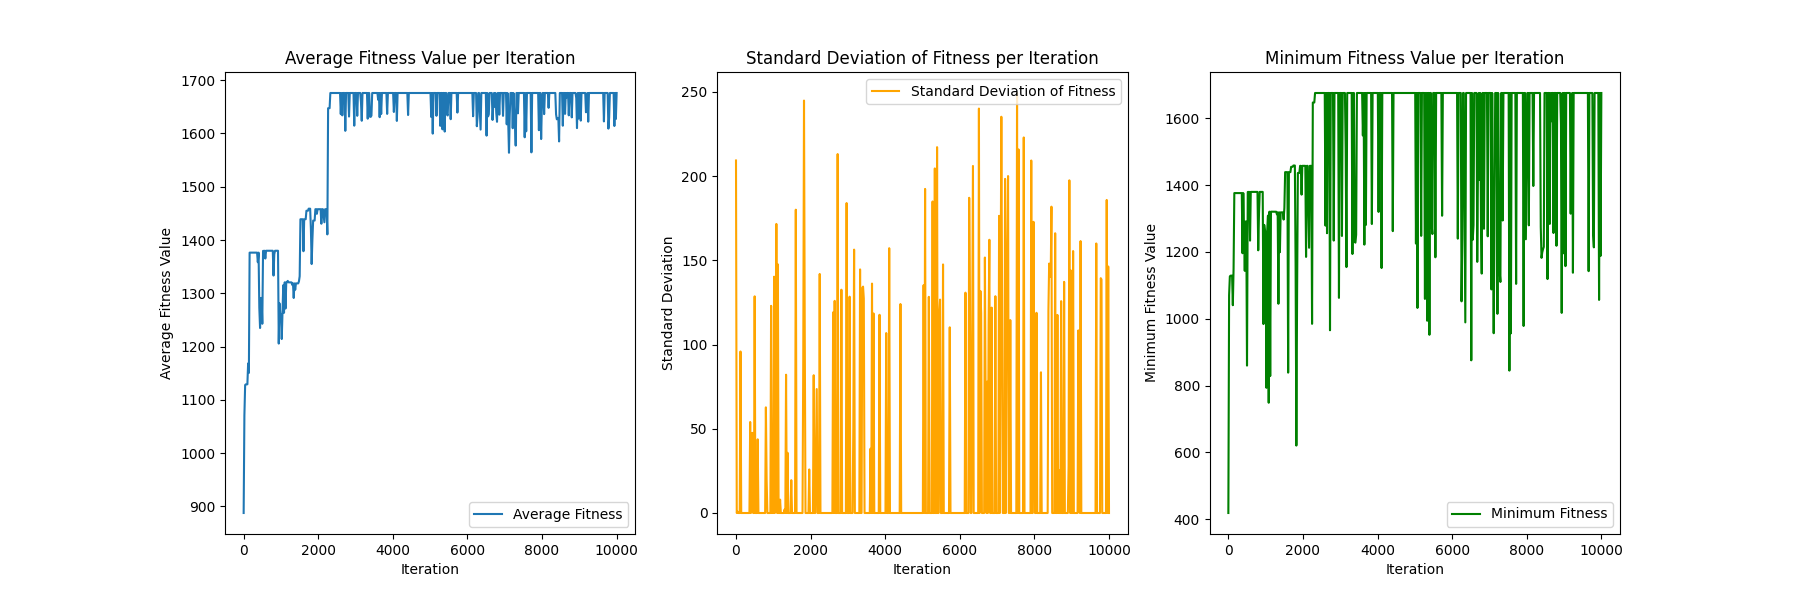 Average Fitness Value per Iteration
Average Fitness Value
1700
1600
1500
1400
1300
1200
1100
1000
900
0 2000 4000 6000 8000 10000
Iteration
Average Fitness
Standard Deviation of Fitness per Iteration
Standard Deviation
250
200
150
100
50
0
0 2000 4000 6000 8000 10000
Iteration
Standard Deviation of Fitness
Minimum Fitness Value per Iteration
Minimum Fitness Value
1600
1400
1200
1000
800
600
400
0 2000 4000 6000 8000 10000
Iteration
Minimum Fitness